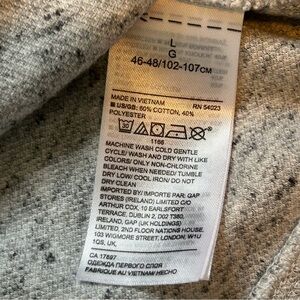 L
G
46-48/102-107CM
MADE IN VIETNAM RN 54023
US/GB: 60% COTTON, 40%
POLYESTER
30
1166
MACHINE WASH COLD GENTLE
CYCLE/ WASH AND DRY WITH LIKE
COLORS/ ONLY NON-CHLORINE
BLEACH WHEN NEEDED/ TUMBLE
DRY LOW/ COOL IRON/ DO NOT
DRY CLEAN
IMPORTED BY/ IMPORTE PAR: GAP
STORES (IRELAND) LIMITED C/O
ARTHUR COX, 10 EARLSFORT
TERRACE, DUBLIN 2, D02 T380,
IRELAND, GAP (UK HOLDINGS)
LIMITED, 2ND FLOOR NATIONS HOUSE,
103 WIGMORE STREET, LONDON, W1U
1QS, UK,
CA 17897
ОДЕЖДА ПЕРВОГО СЛОЯ
FABRIQUE AU VIETNAM/ HECHO